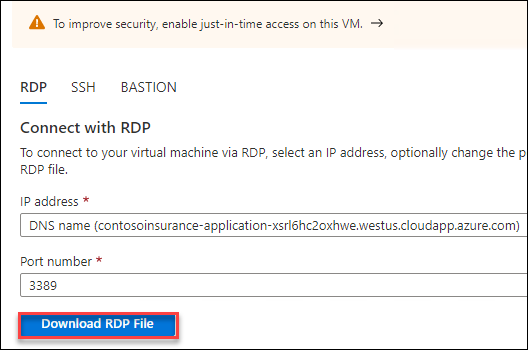 To improve security, enable just-in-time access on this VM. →
RDP SSH BASTION
Connect with RDP
To connect to your virtual machine via RDP, select an IP address, optionally change the p
RDP file.
IP address *
DNS name (contosoinsurance-application-xsrl6hc2oxhwe.westus.cloudapp.azure.com)
Port number *
3389
Download RDP File